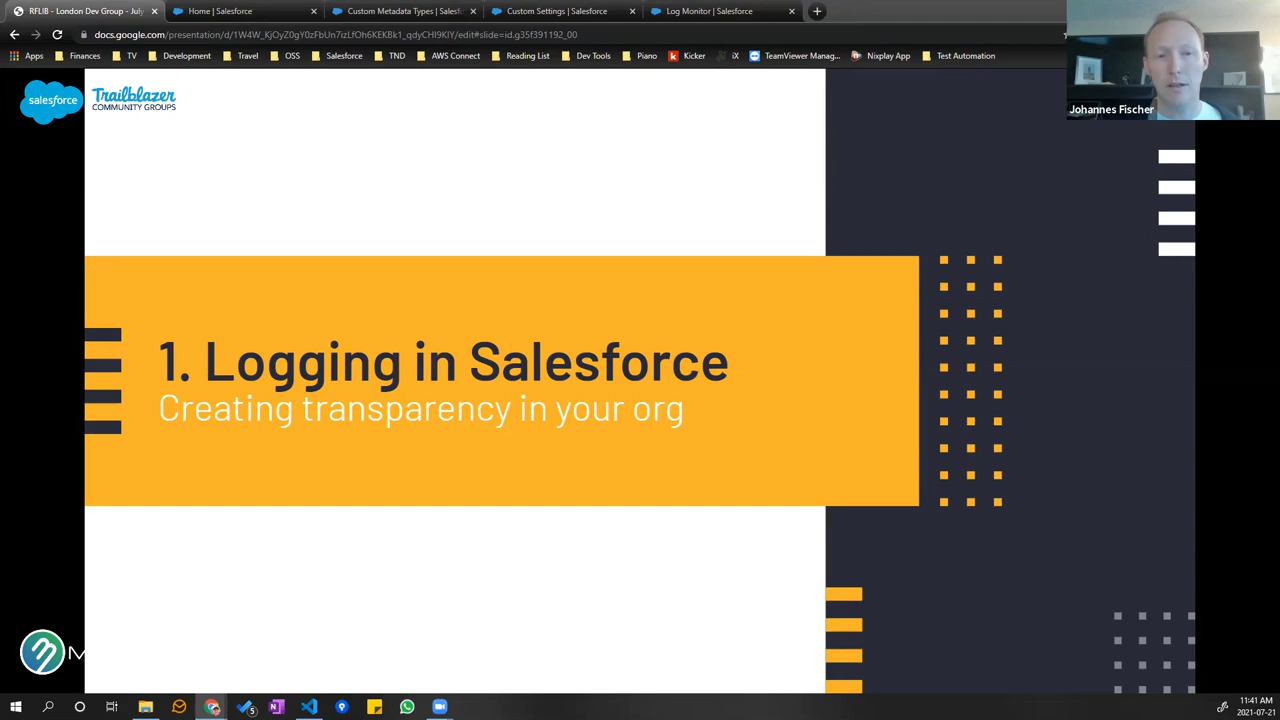 RFLIB - London Dev Group - July
Home | Salesforce
Custom Metadata Types | Salesf
Custom Settings | Salesforce
Log Monitor | Salesforce
docs.google.com/presentation/d/1W4W_KjOyZ0gY0zFbUn7izLfOh6KEKBk1_qdyCHI9KIY/edit#slide=id.g35f391192_00
Apps
Finances
TV
Development
Travel
OSS
Salesforce
TND
AWS Connect
Reading List
Dev Tools
Piano
Kicker
iX
TeamViewer Manag...
Nixplay App
Test Automation
salesforce
Trailblazer
COMMUNITY GROUPS
Johannes Fischer
1. Logging in Salesforce
Creating transparency in your org
M
5
11:41 AM
2021-07-21